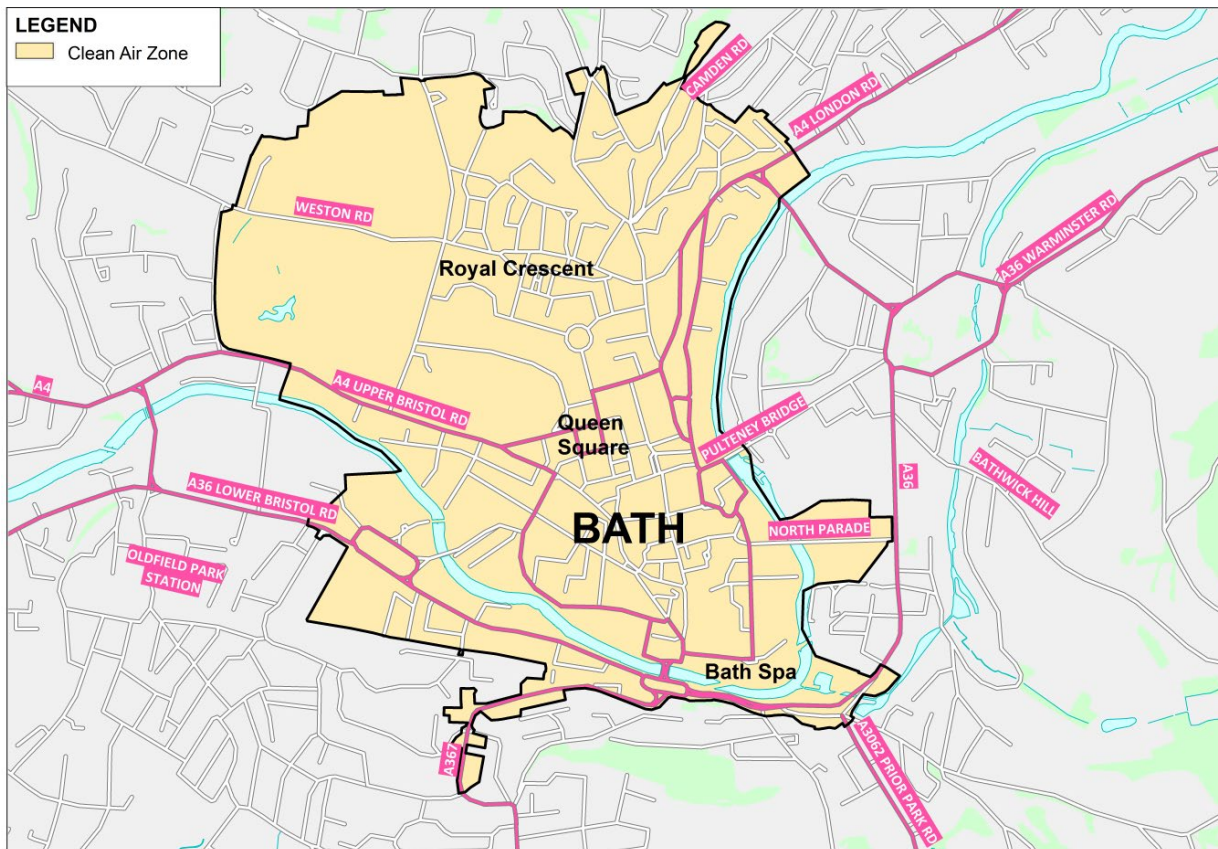 LEGEND
Clean Air Zone
CAMDEN RD
A4 LONDON RD
WESTON RD
A36 WARMINSTER RD
Royal Crescent
A4
A4 UPPER BRISTOL RD
Queen
Square
PULTENEY BRIDGE
A36
BATHWICK HILL
A36 LOWER BRISTOL RD
BATH
NORTH PARADE
OLDFIELD PARK
STATION
Bath Spa
A367
A3062 PRIOR PARK RD